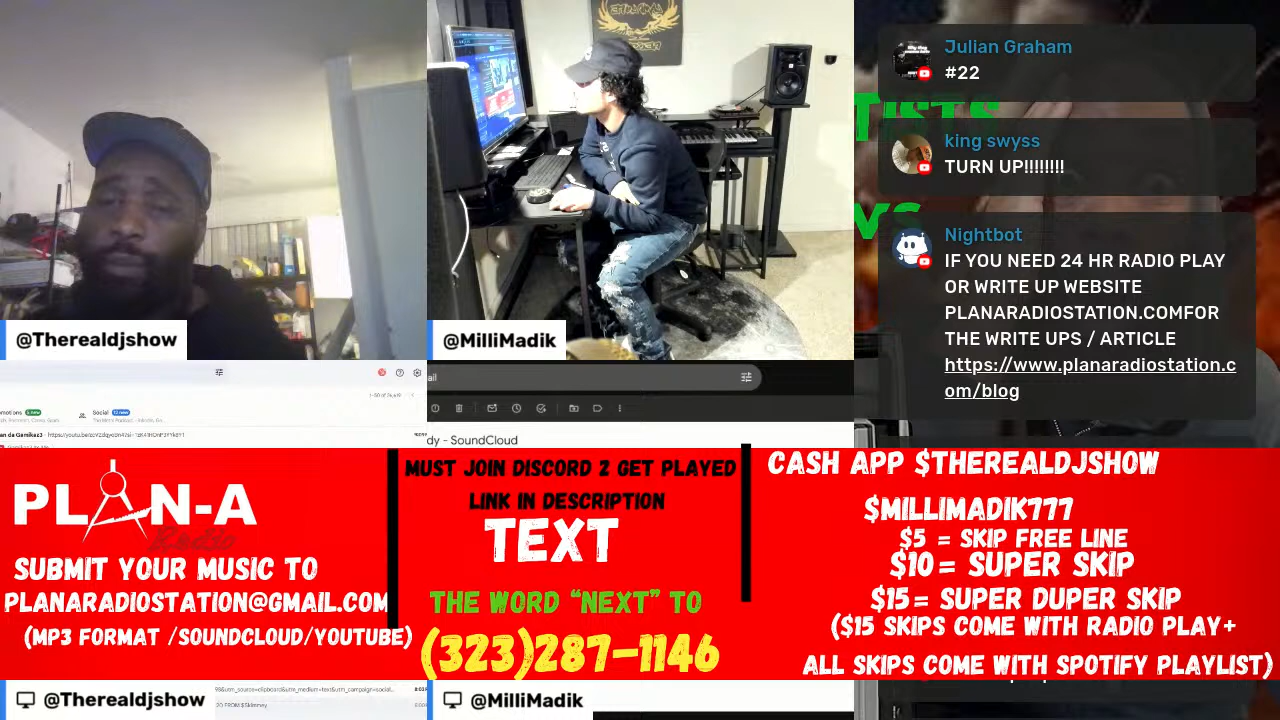 Julian Graham
#22
king swyss
TURN UP!!!!!!!!
Nightbot
IF YOU NEED 24 HR RADIO PLAY
OR WRITE UP WEBSITE
PLANARADIOSTATION.COMFOR
THE WRITE UPS / ARTICLE
https://www.planaradiostation.c
om/blog
@Therealdjshow
@MilliMadik
Social
dy - SoundCloud
PLAN-A
Radio
SUBMIT YOUR MUSIC TO
PLANARADIOSTATION@GMAIL.COM
(MP3 FORMAT /SOUNDCLOUD/YOUTUBE)
MUST JOIN DISCORD 2 GET PLAYED
LINK IN DESCRIPTION
TEXT
THE WORD “NEXT” TO
(323)287-1146
CASH APP $THEREALDJSHOW
$MILLIMADIK777
$5 = SKIP FREE LINE
$10 = SUPER SKIP
$15 = SUPER DUPER SKIP
($15 SKIPS COME WITH RADIO PLAY+
ALL SKIPS COME WITH SPOTIFY PLAYLIST)
@Therealdjshow
@MilliMadik